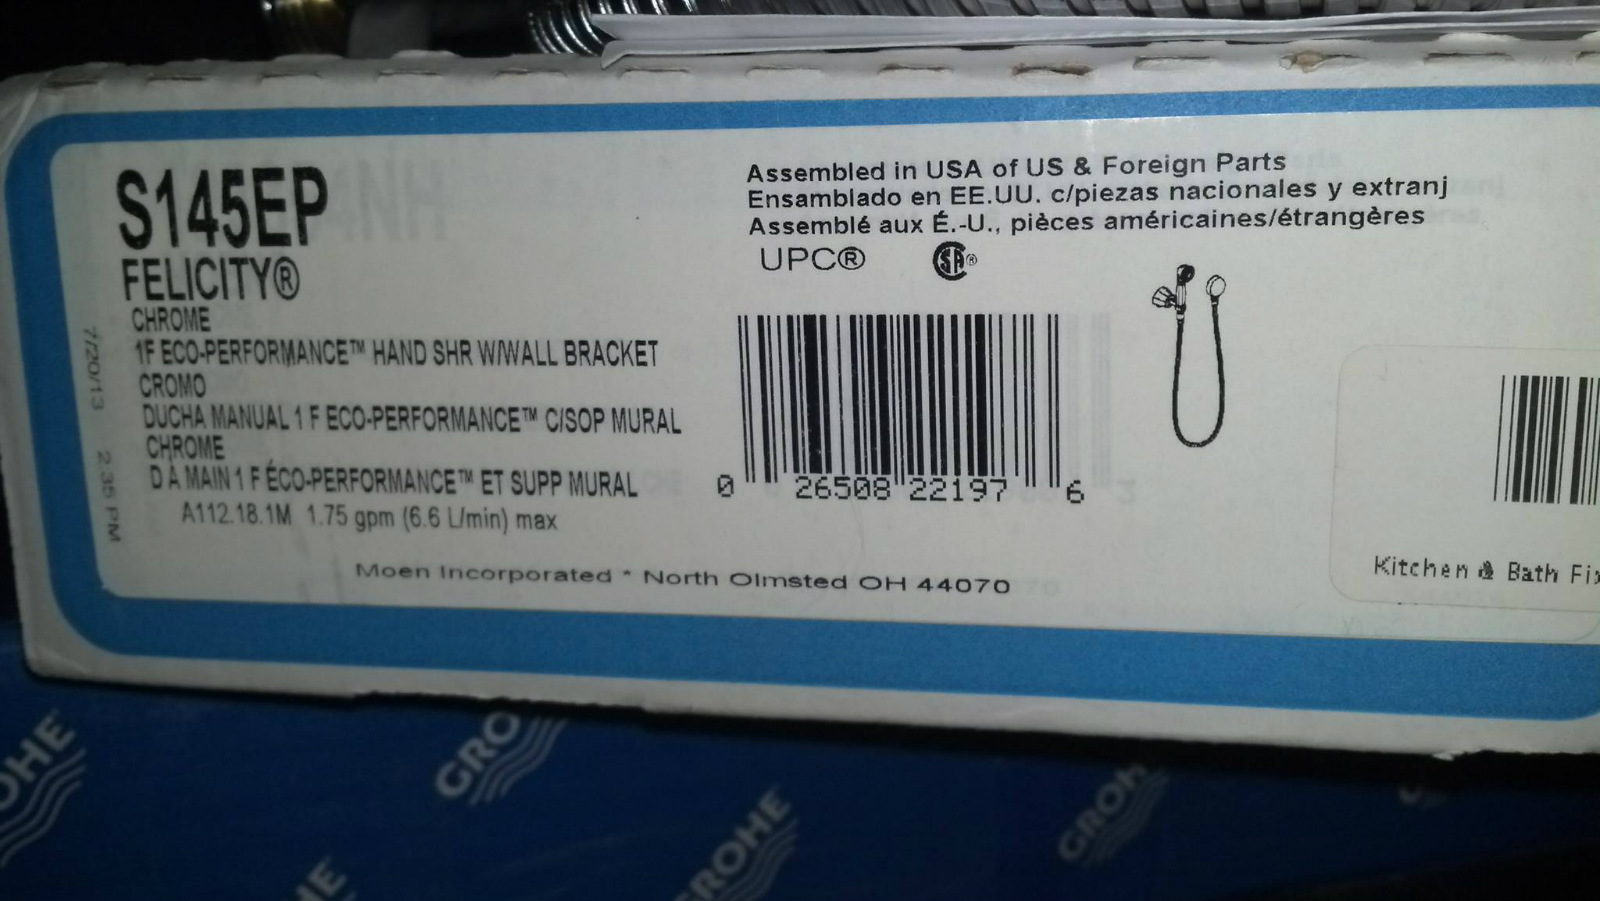 S145EP
FELICITY®
CHROME
1F ECO-PERFORMANCE™ HAND SHR W/WALL BRACKET
CROMO
DUCHA MANUAL 1 F ECO-PERFORMANCE™ C/SOP MURAL
CHROME
D A MAIN 1 F ÉCO-PERFORMANCE™ ET SUPP MURAL
A112.18.1M 1.75 gpm (6.6 L/min) max
7/20/13 2:35 PM
Assembled in USA of US & Foreign Parts
Ensamblado en EE.UU. c/piezas nacionales y extranj
Assemblé aux É.-U., pièces américaines/étrangères
UPC® SA®
0 26508 22197 6
Moen Incorporated * North Olmsted OH 44070
Kitchen & Bath
GROHE
GROHE
GROHE